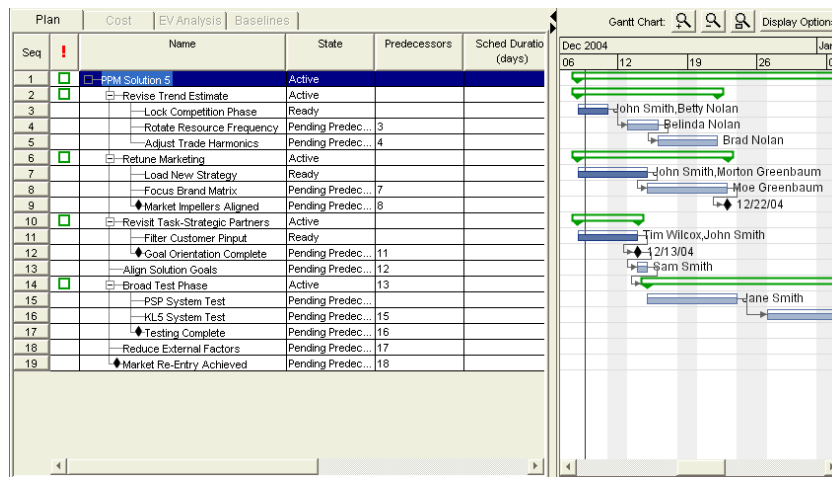 Plan Cost EV Analysis Baselines
Gantt Chart: Display Option
Seq ! Name State Predecessors Sched Duratio
(days)
Dec 2004 Jan
06 12 19 26
1 PPM Solution 5 Active
2 Revise Trend Estimate Active
3 Lock Competition Phase Ready John Smith,Betty Nolan
4 Rotate Resource Frequency Pending Predec... 3 Belinda Nolan
5 Adjust Trade Harmonics Pending Predec... 4 Brad Nolan
6 Retune Marketing Active
7 Load New Strategy Ready John Smith,Morton Greenbaum
8 Focus Brand Matrix Pending Predec... 7 Moe Greenbaum
9 Market Impellers Aligned Pending Predec... 8 12/22/04
10 Revisit Task-Strategic Partners Active
11 Filter Customer Pinput Ready Tim Wilcox,John Smith
12 Goal Orientation Complete Pending Predec... 11 12/13/04
13 Align Solution Goals Pending Predec... 12 Sam Smith
14 Broad Test Phase Active 13
15 PSP System Test Pending Predec... Jane Smith
16 KL5 System Test Pending Predec... 15
17 Testing Complete Pending Predec... 16
18 Reduce External Factors Pending Predec... 17
19 Market Re-Entry Achieved Pending Predec... 18